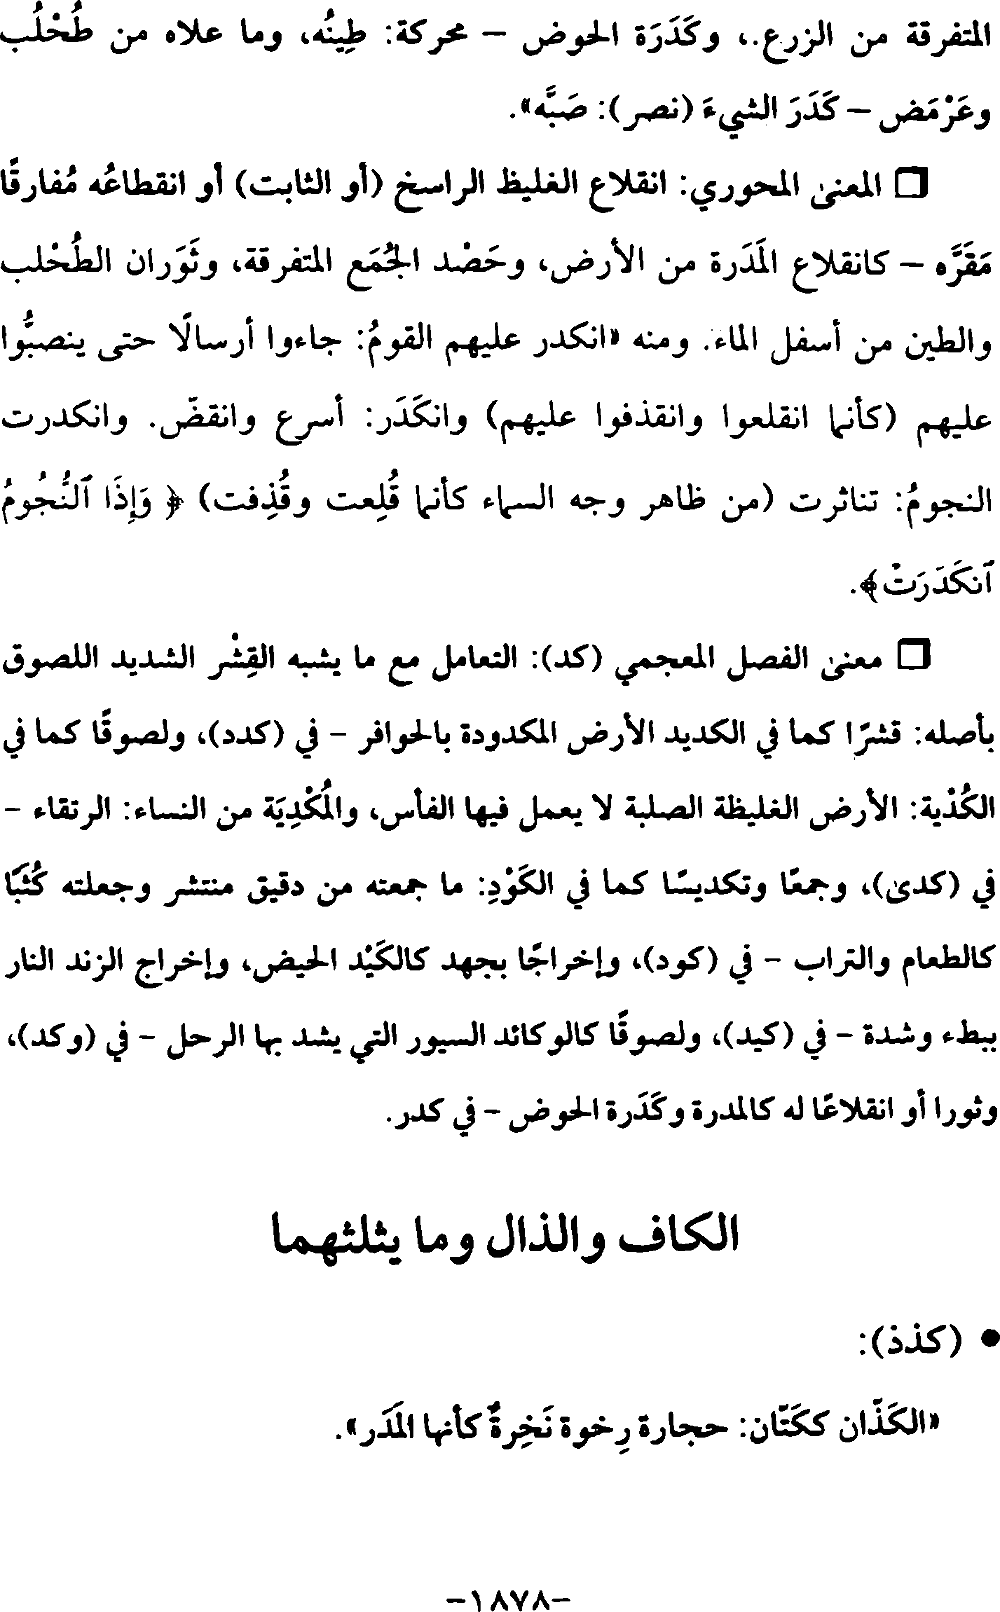 المتفرقة من الزرع.، وكَدَرَة الحوض – محركة: طِينُه، وما علاه من طُحْلُب
وعَرْمَض – كَدَرَ الشيءَ (نصر): صَبَّه».
❒ المعنى المحوري: انقلاع الغليظ الراسخ (أو الثابت) أو انقطاعُه مُفارقًا
مَقَرَّه – كانقلاع المَدَرة من الأرض، وحَصْد الجُمَع المتفرقة، وثَوَران الطُحْلب
والطين من أسفل الماء. ومنه «انكدر عليهم القومُ: جاءوا أرسالًا حتى ينصبُّوا
عليهم (كأنما انقلعوا وانقذفوا عليهم) وانكَدَر: أسرع وانقضّ. وانكدرت
النجومُ: تناثرت (من ظاهر وجه السماء كأنما قُلِعت وقُذِفت) ﴿ وَإِذَا ٱلنُّجُومُ
ٱنكَدَرَتْ﴾.
❒ معنى الفصل المعجمي (كد): التعامل مع ما يشبه القِشْر الشديد اللصوق
بأصله: قشرًا كما في الكديد الأرض المكدودة بالحوافر – في (كدد)، ولصوقًا كما في
الكُدْية: الأرض الغليظة الصلبة لا يعمل فيها الفأس، والمُكْدِيَة من النساء: الرتقاء –
في (كدى)، وجمعًا وتكديسًا كما في الكَوْدِ: ما جمعته من دقيق منتشر وجعلته كُثَبًا
كالطعام والتراب – في (كود)، وإخراجًا بجهد كالكَيْد الحيض، وإخراج الزند النار
ببطء وشدة – في (كيد)، ولصوقًا كالوكائد السيور التي يشد بها الرحل – في (وكد)،
وثورا أو انقلاعًا له كالمدرة وكَدَرة الحوض – في كدر.
الكاف والذال وما يثلثهما
• (كذذ):
«الكَذّان ككَتّان: حجارة رِخوة نَخِرةٌ كأنها المَدَر».
–١٨٧٨–